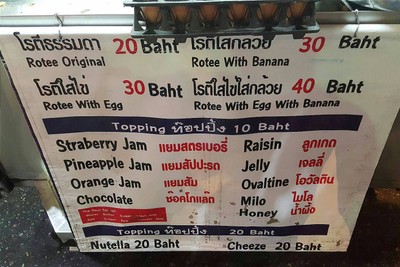 โรตีธรรมดา 20 Baht โรตีใส่กล้วย 30 Baht
Rotee Original Rotee With Banana
โรตีใส่ไข่ 30 Baht โรตีใส่ไข่ใส่กล้วย 40 Baht
Rotee With Egg Rotee With Egg With Banana
Topping ท๊อปปิ้ง 10 Baht
Straberry Jam แยมสตรเบอรี่ Raisin ลูกเกด
Pineapple Jam แยมสัปปะรด Jelly เจลลี่
Orange Jam แยมส้ม Ovaltine โอวัลติน
Chocolate ช๊อคโกแล๊ต Milo ไมโล
Honey น้ำผึ้ง
Topping ท๊อปปิ้ง 20 Baht
Nutella 20 Baht Cheeze 20 Baht